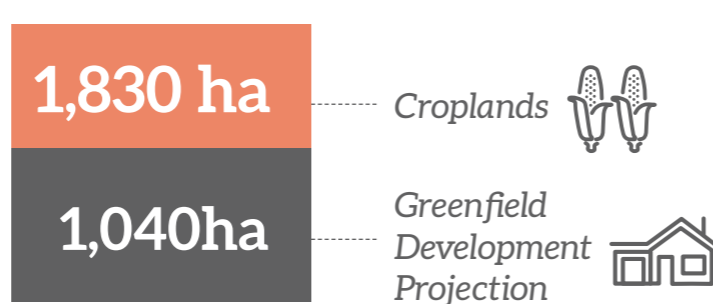 1,830 ha
Croplands
1,040ha
Greenfield
Development
Projection